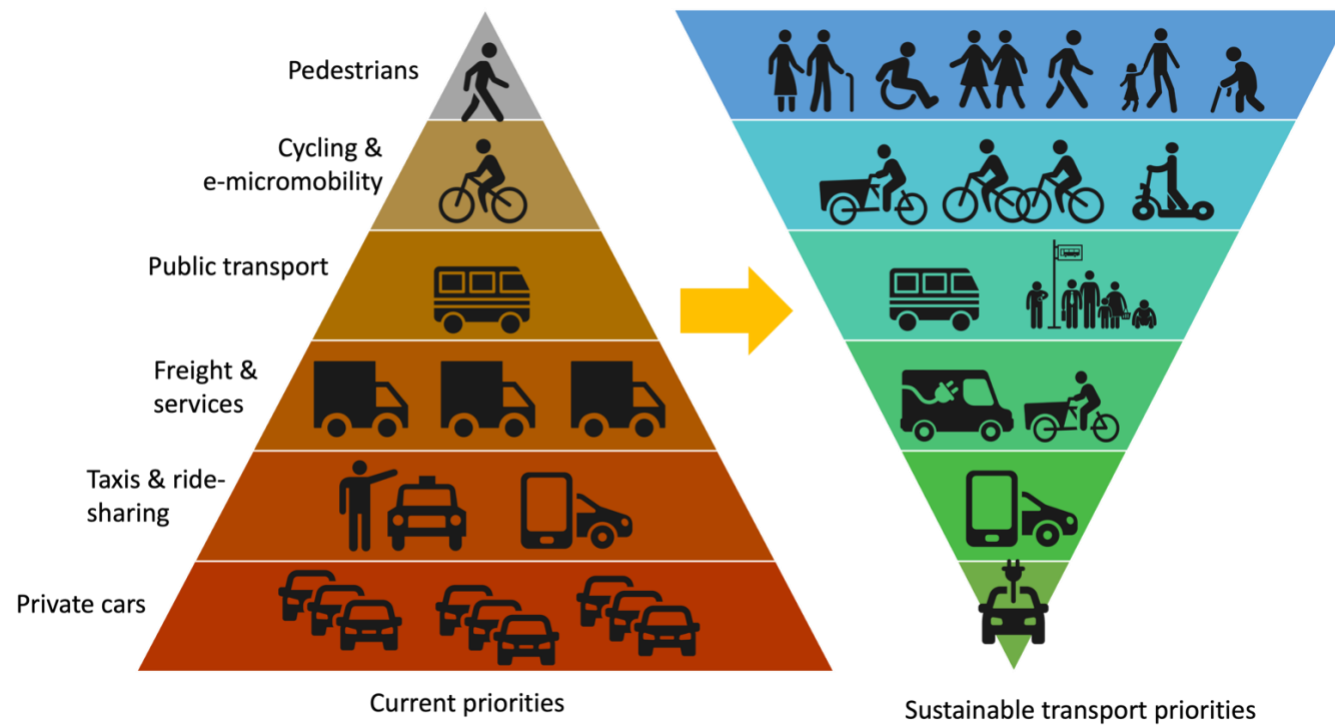 Pedestrians
Cycling &
e-micromobility
Public transport
Freight &
services
Taxis & ride-
sharing
Private cars
Current priorities
Sustainable transport priorities